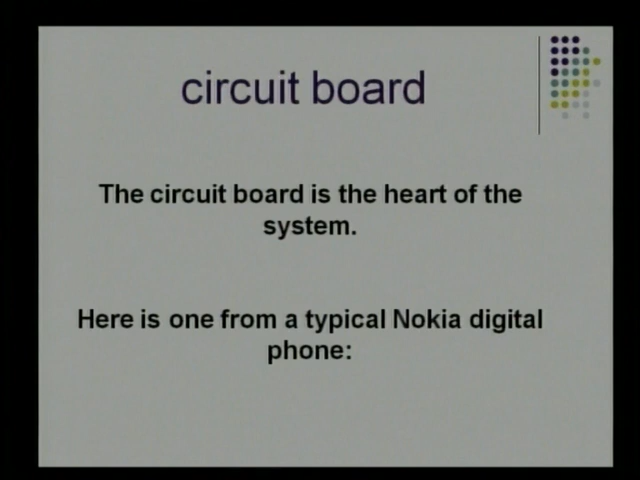 circuit board
The circuit board is the heart of the
system.
Here is one from a typical Nokia digital
phone: